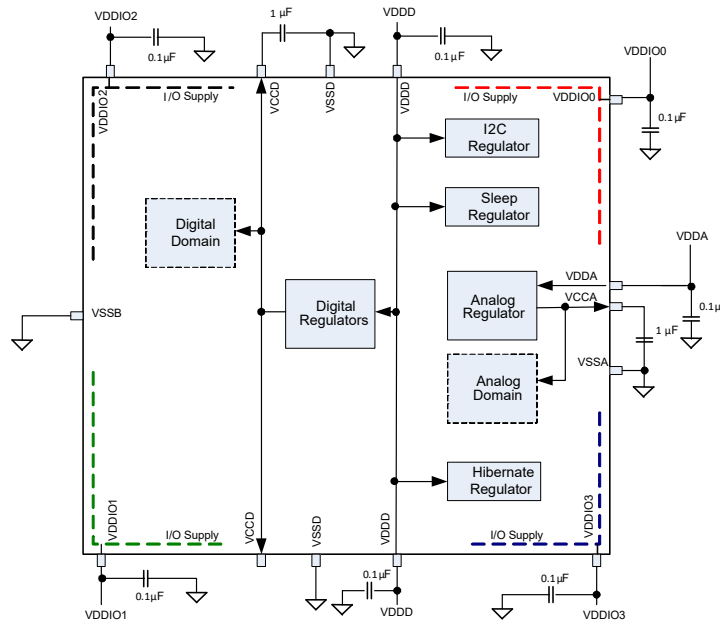 VDDIO2
0.1µF
1 µF
VDDD
0.1µF
VDDIO0
0.1µF
VDDIO2
I/O Supply
VCCD
VSSD
VDDD
I/O Supply
VDDIO0
I2C
Regulator
Sleep
Regulator
Digital
Domain
VDDA
VDDA
0.1µ
Digital
Regulators
Analog
Regulator
VCCA
1 µF
VSSB
VSSA
Analog
Domain
Hibernate
Regulator
VDDIO1
I/O Supply
VCCD
VSSD
VDDD
I/O Supply
VDDIO3
0.1µF
VDDIO1
0.1µF
VDDD
0.1µF
VDDIO3